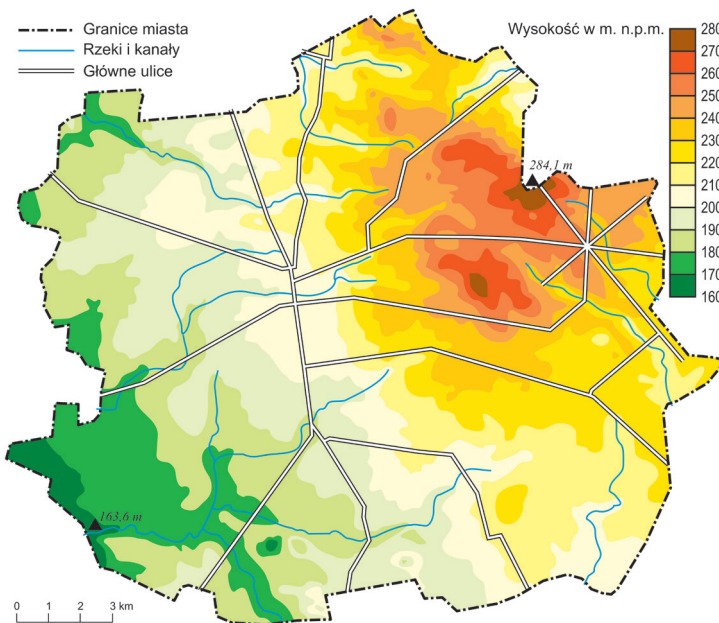 Granice miasta
Rzeki i kanały
Główne ulice
Wysokość w m. n.p.m.
280
270
260
250
240
230
220
210
200
190
180
170
160
284,1 m
163,6 m
0 1 2 3 km